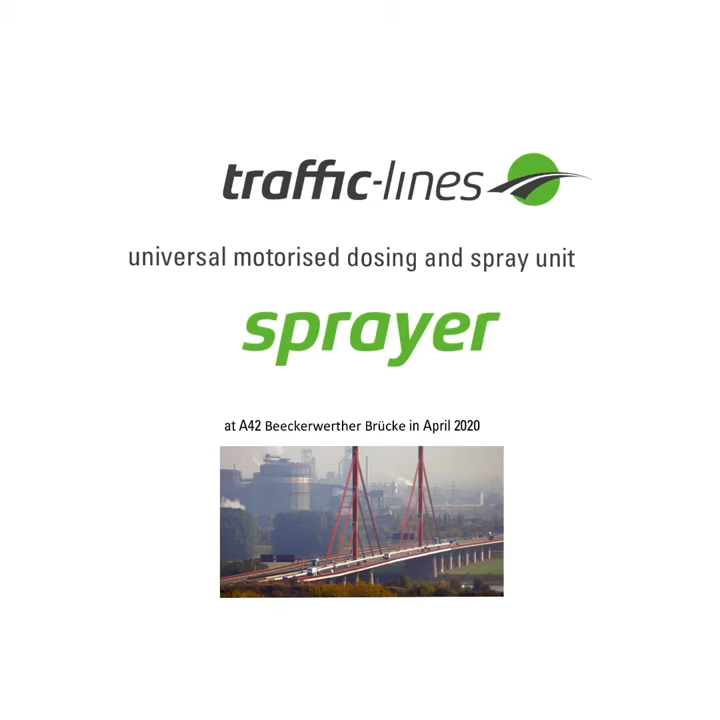 traffic-lines
universal motorised dosing and spray unit
sprayer
at A42 Beeckerwerther Brücke in April 2020